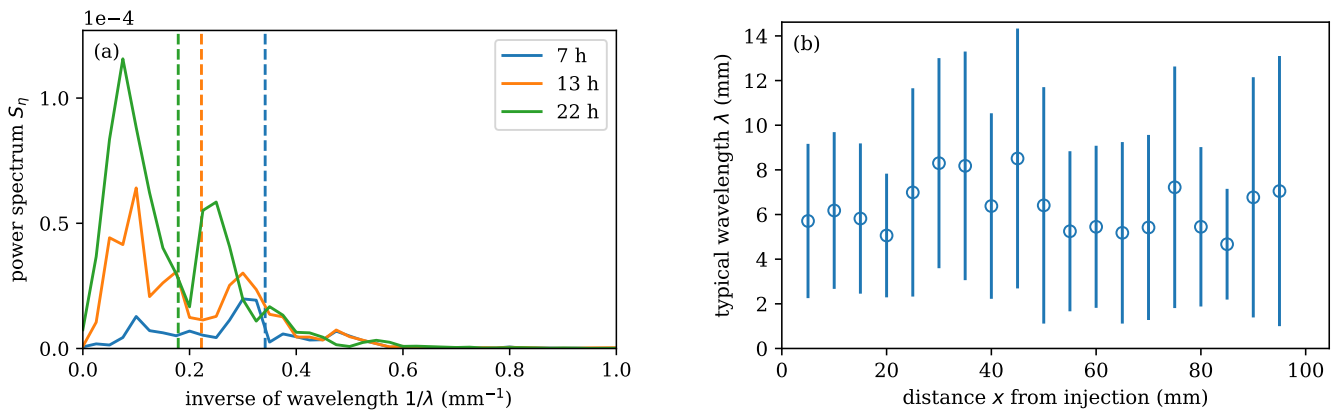 1e−4
(a)
7 h
13 h
22 h
1.0
0.5
0.0
power spectrum Sη
0.0 0.2 0.4 0.6 0.8 1.0
inverse of wavelength 1/λ (mm⁻¹)
(b)
14
12
10
8
6
4
2
0
typical wavelength λ (mm)
0 20 40 60 80 100
distance x from injection (mm)